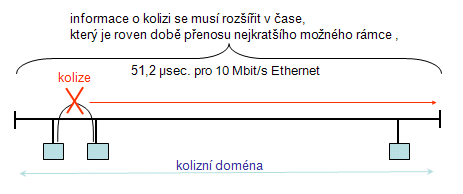 informace o kolizi se musí rozšířit v čase,
který je roven době přenosu nejkratšího možného rámce ,
51,2 µsec. pro 10 Mbit/s Ethernet
kolize
kolizní doména